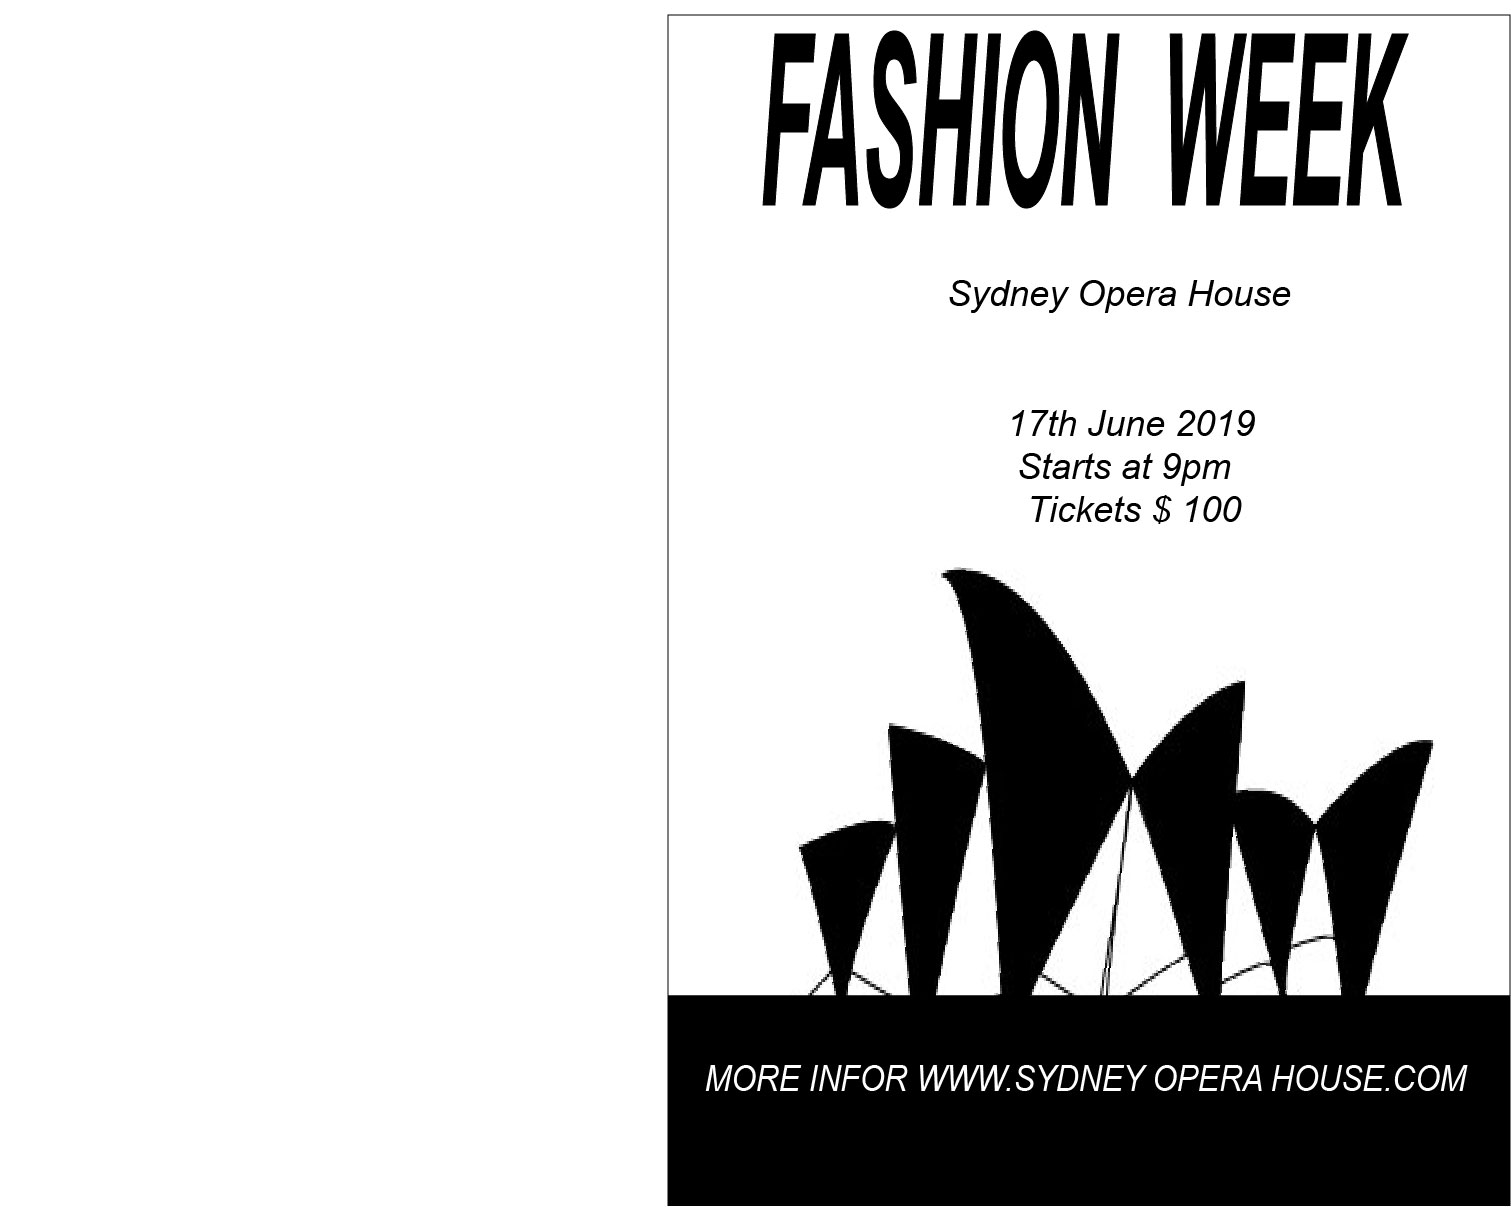 FASHION WEEK
Sydney Opera House
17th June 2019
Starts at 9pm
Tickets $ 100
MORE INFOR WWW.SYDNEY OPERA HOUSE.COM